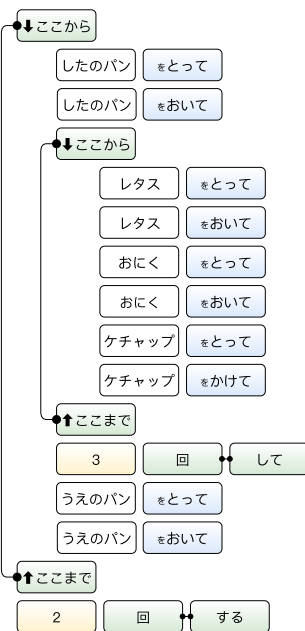 ⬇ここから
したのパン をとって
したのパン をおいて
⬇ここから
レタス をとって
レタス をおいて
おにく をとって
おにく をおいて
ケチャップ をとって
ケチャップ をかけて
⬆ここまで
3 回 して
うえのパン をとって
うえのパン をおいて
⬆ここまで
2 回 する